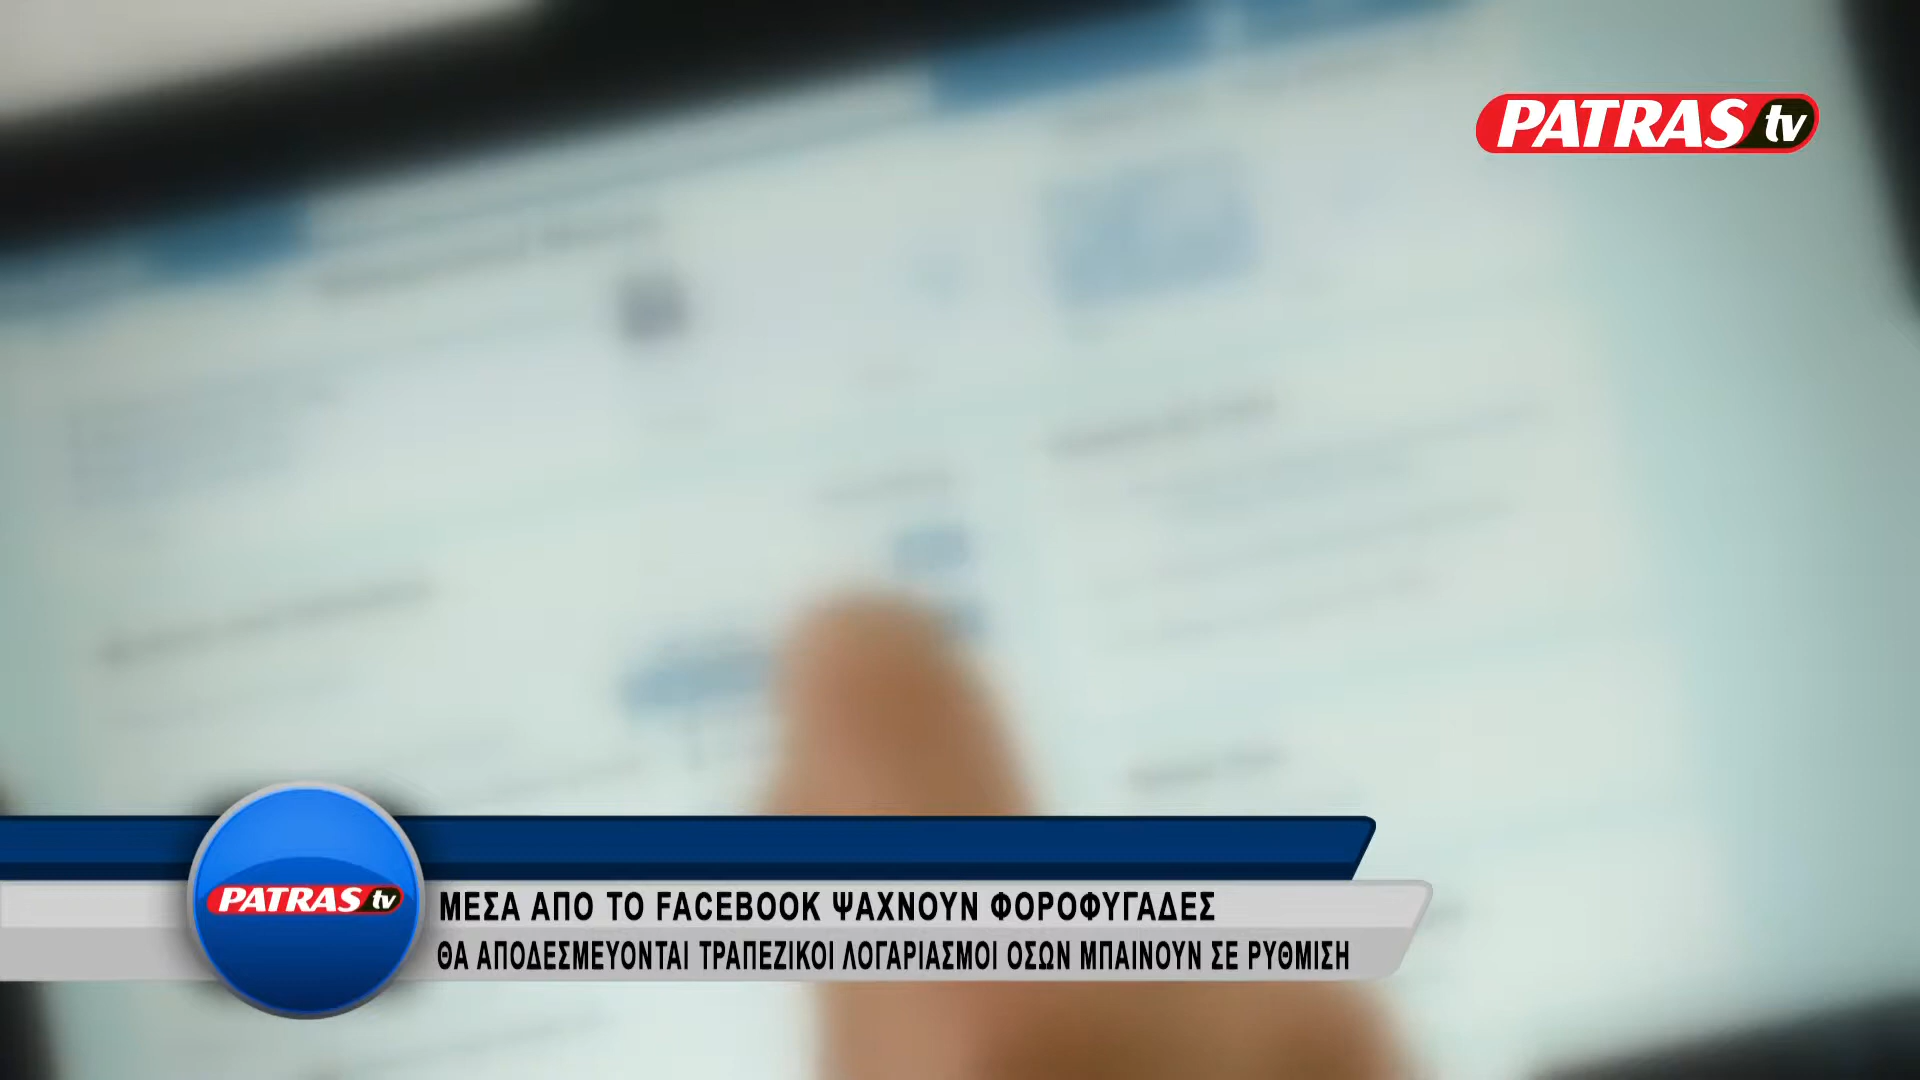 PATRAS tv
PATRAS tv
ΜΕΣΑ ΑΠΟ ΤΟ FACEBOOK ΨΑΧΝΟΥΝ ΦΟΡΟΦΥΓΑΔΕΣ
ΘΑ ΑΠΟΔΕΣΜΕΥΟΝΤΑΙ ΤΡΑΠΕΖΙΚΟΙ ΛΟΓΑΡΙΑΣΜΟΙ ΟΣΩΝ ΜΠΑΙΝΟΥΝ ΣΕ ΡΥΘΜΙΣΗ